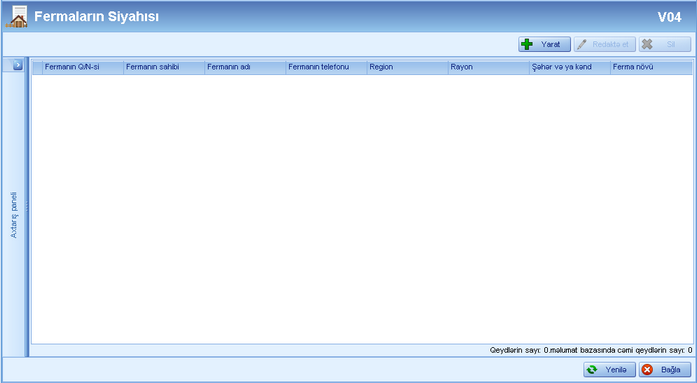 Fermaların Siyahısı
V04
Yarat Redaktə et Sil
Fermanın Q/N-si Fermanın sahibi Fermanın adı Fermanın telefonu Region Rayon Şəhər və ya kənd Ferma növü
Axtarış paneli
Qeydlərin sayı: 0.məlumat bazasında cəmi qeydlərin sayı: 0
Yenilə Bağla